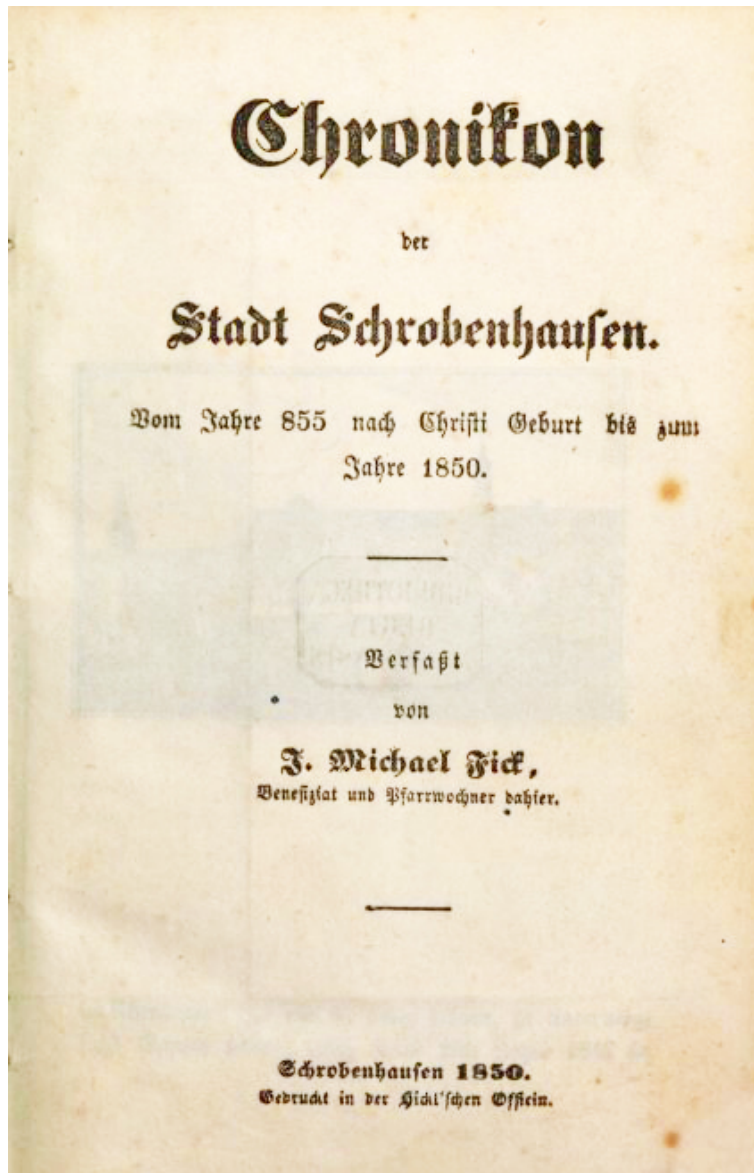 Chronikon
der
Stadt Schrobenhausen.
Vom Jahre 855 nach Christi Geburt bis zum
Jahre 1850.
Verfaßt
von
J. Michael Fick,
Benefiziat und Pfarrwochner dahier.
Schrobenhausen 1850.
Gedruckt in der Hickl'schen Offizin.